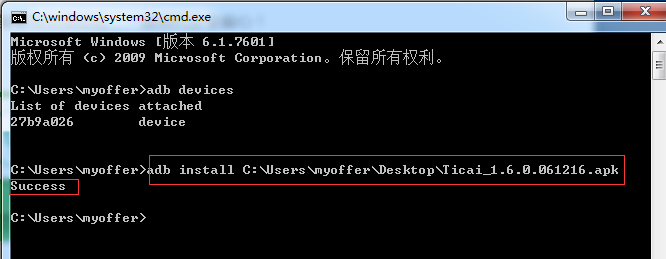 C:\windows\system32\cmd.exe
Microsoft Windows [版本 6.1.7601]
版权所有 (c) 2009 Microsoft Corporation。保留所有权利。
C:\Users\myoffer>adb devices
List of devices attached
27b9a026        device
C:\Users\myoffer>adb install C:\Users\myoffer\Desktop\Ticai_1.6.0.061216.apk
Success
C:\Users\myoffer>